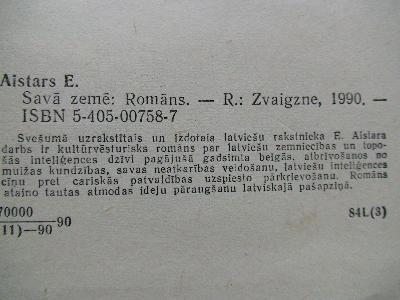 Aistars E.
Savā zemē: Romāns. — R.: Zvaigzne, 1990. —
ISBN 5-405-00758-7
Svešumā uzrakstītais un izdotais latviešu rakstnieka E. Aistara
darbs ir kultūrvēsturisks romāns par latviešu zemniecības un topo-
šās inteliģences dzīvi pagājušā gadsimta beigās, atbrīvošanos no
muižas kundzības, savas neatkarības veidošanu, latviešu inteliģences
cīņu pret cariskās patvaldības uzspiesto pārkrievošanu. Romāns
ataino tautas atmodas ideju pāraugšanu latviskajā pašapziņā.
70000
11)—90 —90
84L(3)